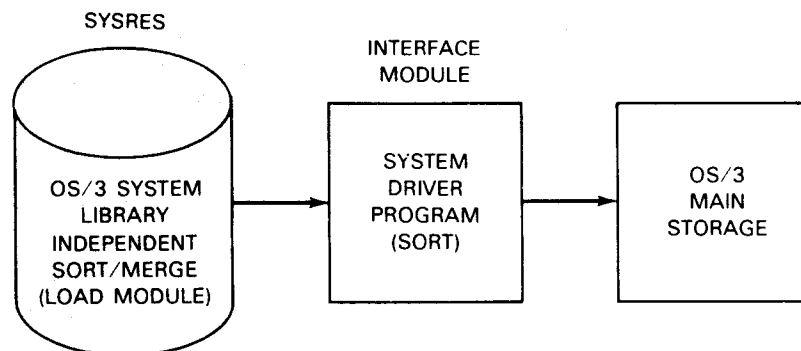 SYSRES
OS/3 SYSTEM
LIBRARY
INDEPENDENT
SORT/MERGE
(LOAD MODULE)
INTERFACE
MODULE
SYSTEM
DRIVER
PROGRAM
(SORT)
OS/3
MAIN
STORAGE